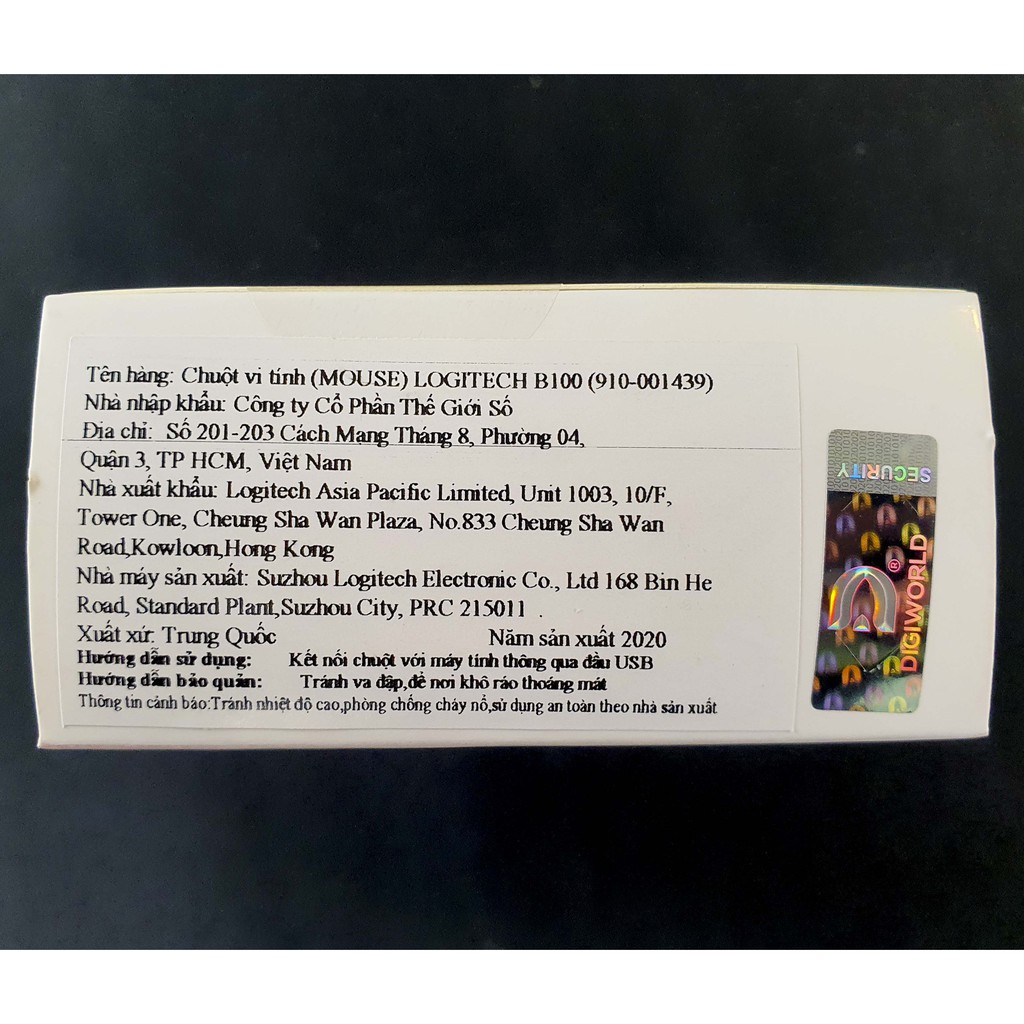 Tên hàng: Chuột vi tính (MOUSE) LOGITECH B100 (910-001439)
Nhà nhập khẩu: Công ty Cổ Phần Thế Giới Số
Địa chỉ: Số 201-203 Cách Mạng Tháng 8, Phường 04,
Quận 3, TP HCM, Việt Nam
Nhà xuất khẩu: Logitech Asia Pacific Limited, Unit 1003, 10/F,
Tower One, Cheung Sha Wan Plaza, No.833 Cheung Sha Wan
Road,Kowloon,Hong Kong
Nhà máy sản xuất: Suzhou Logitech Electronic Co., Ltd 168 Bin He
Road, Standard Plant,Suzhou City, PRC 215011 .
Xuất xứ: Trung Quốc Năm sản xuất 2020
Hướng dẫn sử dụng: Kết nối chuột với máy tính thông qua đầu USB
Hướng dẫn bảo quản: Tránh va đập,để nơi khô ráo thoáng mát
Thông tin cảnh báo:Tránh nhiệt độ cao,phòng chống cháy nổ,sử dụng an toàn theo nhà sản xuất
SECURITY
DIGIWORLD®